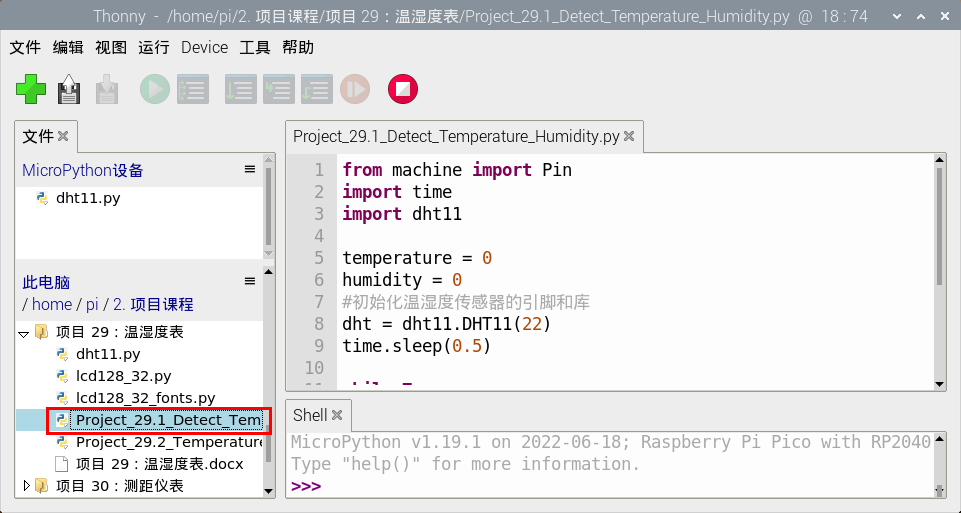 Thonny - /home/pi/2. 项目课程/项目 29：温湿度表/Project_29.1_Detect_Temperature_Humidity.py @ 18 : 74
文件 编辑 视图 运行 Device 工具 帮助
文件
MicroPython设备
dht11.py
此电脑
/ home / pi / 2. 项目课程
项目 29：温湿度表
dht11.py
lcd128_32.py
lcd128_32_fonts.py
Project_29.1_Detect_Tem
Project_29.2_Temperature
项目 29：温湿度表.docx
项目 30：测距仪表
Project_29.1_Detect_Temperature_Humidity.py
1 from machine import Pin
2 import time
3 import dht11
4
5 temperature = 0
6 humidity = 0
7 #初始化温湿度传感器的引脚和库
8 dht = dht11.DHT11(22)
9 time.sleep(0.5)
10
Shell
MicroPython v1.19.1 on 2022-06-18; Raspberry Pi Pico with RP2040
Type "help()" for more information.
>>>